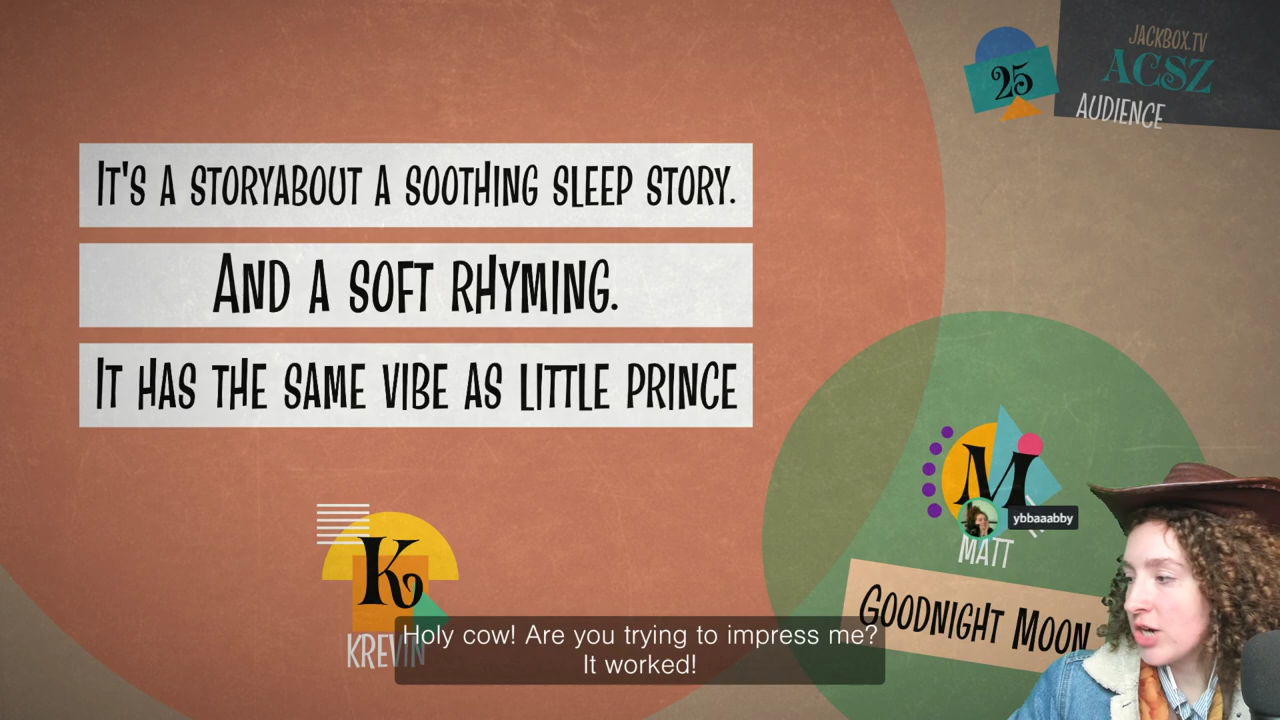 JACKBOX.TV
ACSZ
AUDIENCE
25
IT'S A STORYABOUT A SOOTHING SLEEP STORY.
AND A SOFT RHYMING.
IT HAS THE SAME VIBE AS LITTLE PRINCE
M
ybbaaabby
MATT
GOODNIGHT MOON
K
KREVIN
Holy cow! Are you trying to impress me?
It worked!